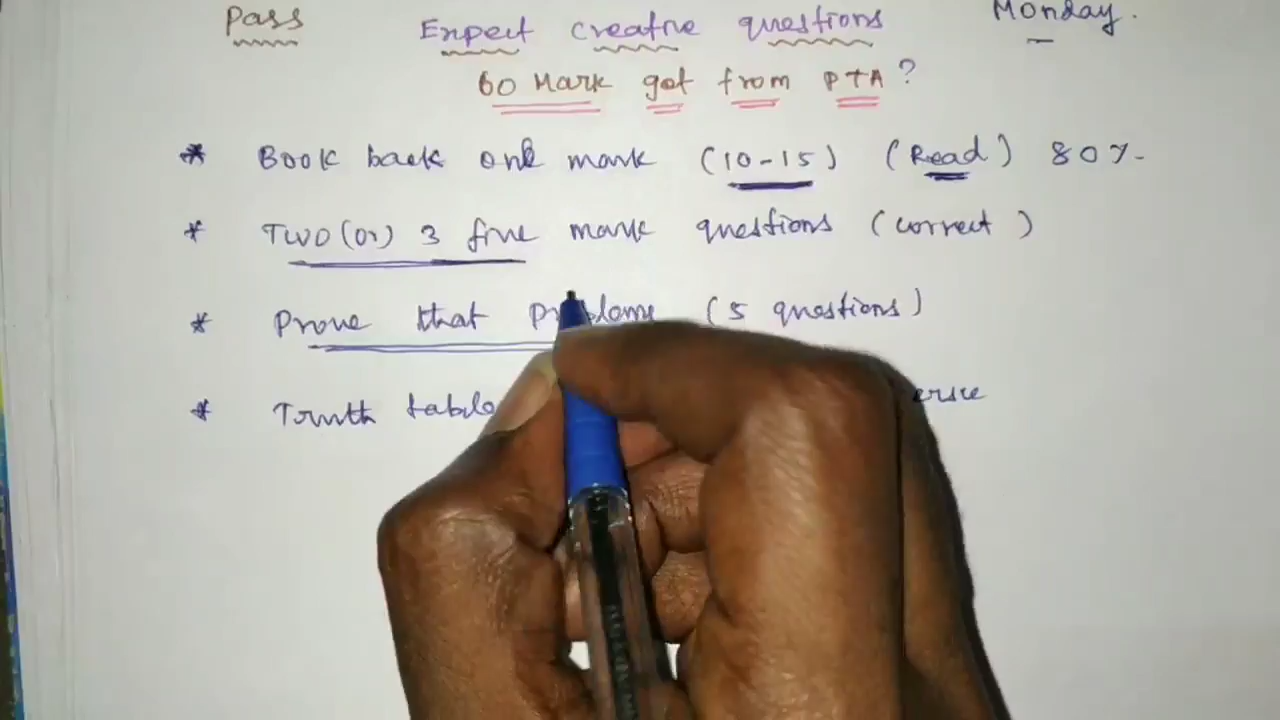 Pass Expect creative questions Monday.
60 Mark got from PTA?
* Book back one mark (10-15) (Read) 80%
* Two (or) 3 five mark questions (correct)
* Prove that problems (5 questions)
* Truth table